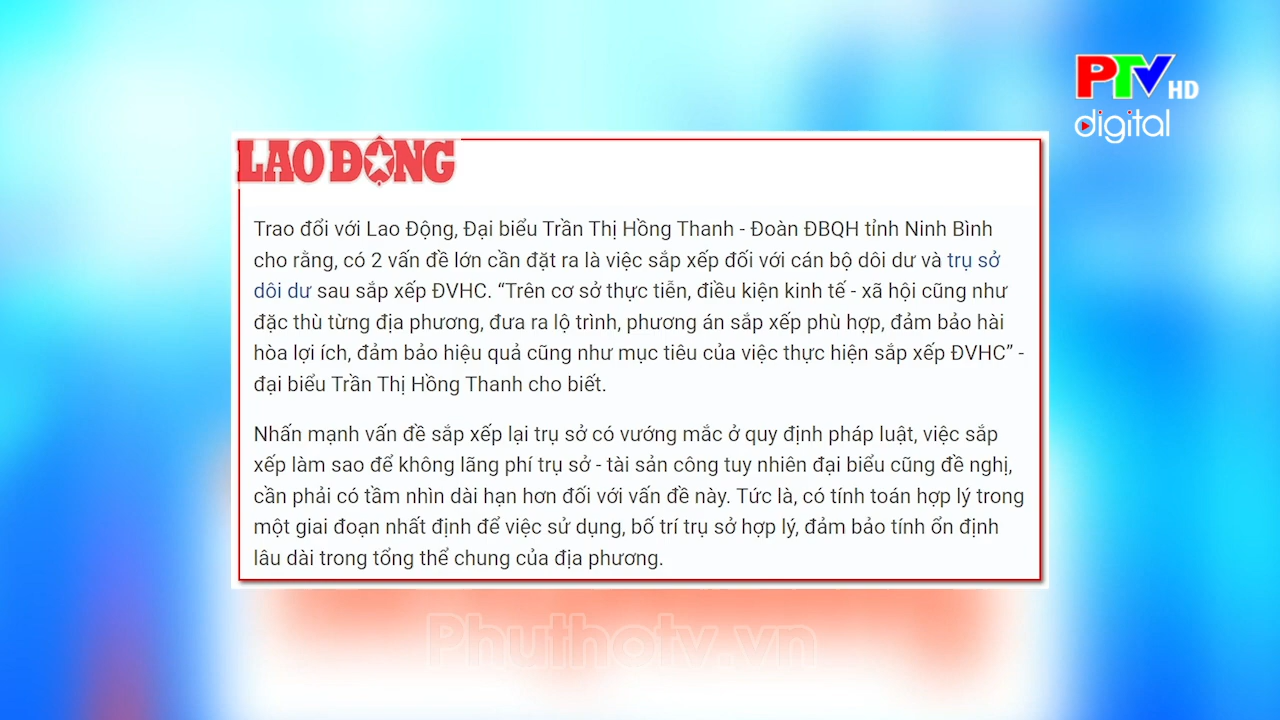 PTV HD
digital
LAO ĐỘNG
Trao đổi với Lao Động, Đại biểu Trần Thị Hồng Thanh - Đoàn ĐBQH tỉnh Ninh Bình
cho rằng, có 2 vấn đề lớn cần đặt ra là việc sắp xếp đối với cán bộ dôi dư và trụ sở
dôi dư sau sắp xếp ĐVHC. “Trên cơ sở thực tiễn, điều kiện kinh tế - xã hội cũng như
đặc thù từng địa phương, đưa ra lộ trình, phương án sắp xếp phù hợp, đảm bảo hài
hòa lợi ích, đảm bảo hiệu quả cũng như mục tiêu của việc thực hiện sắp xếp ĐVHC” -
đại biểu Trần Thị Hồng Thanh cho biết.
Nhấn mạnh vấn đề sắp xếp lại trụ sở có vướng mắc ở quy định pháp luật, việc sắp
xếp làm sao để không lãng phí trụ sở - tài sản công tuy nhiên đại biểu cũng đề nghị,
cần phải có tầm nhìn dài hạn hơn đối với vấn đề này. Tức là, có tính toán hợp lý trong
một giai đoạn nhất định để việc sử dụng, bố trí trụ sở hợp lý, đảm bảo tính ổn định
lâu dài trong tổng thể chung của địa phương.
Phuthotv.vn